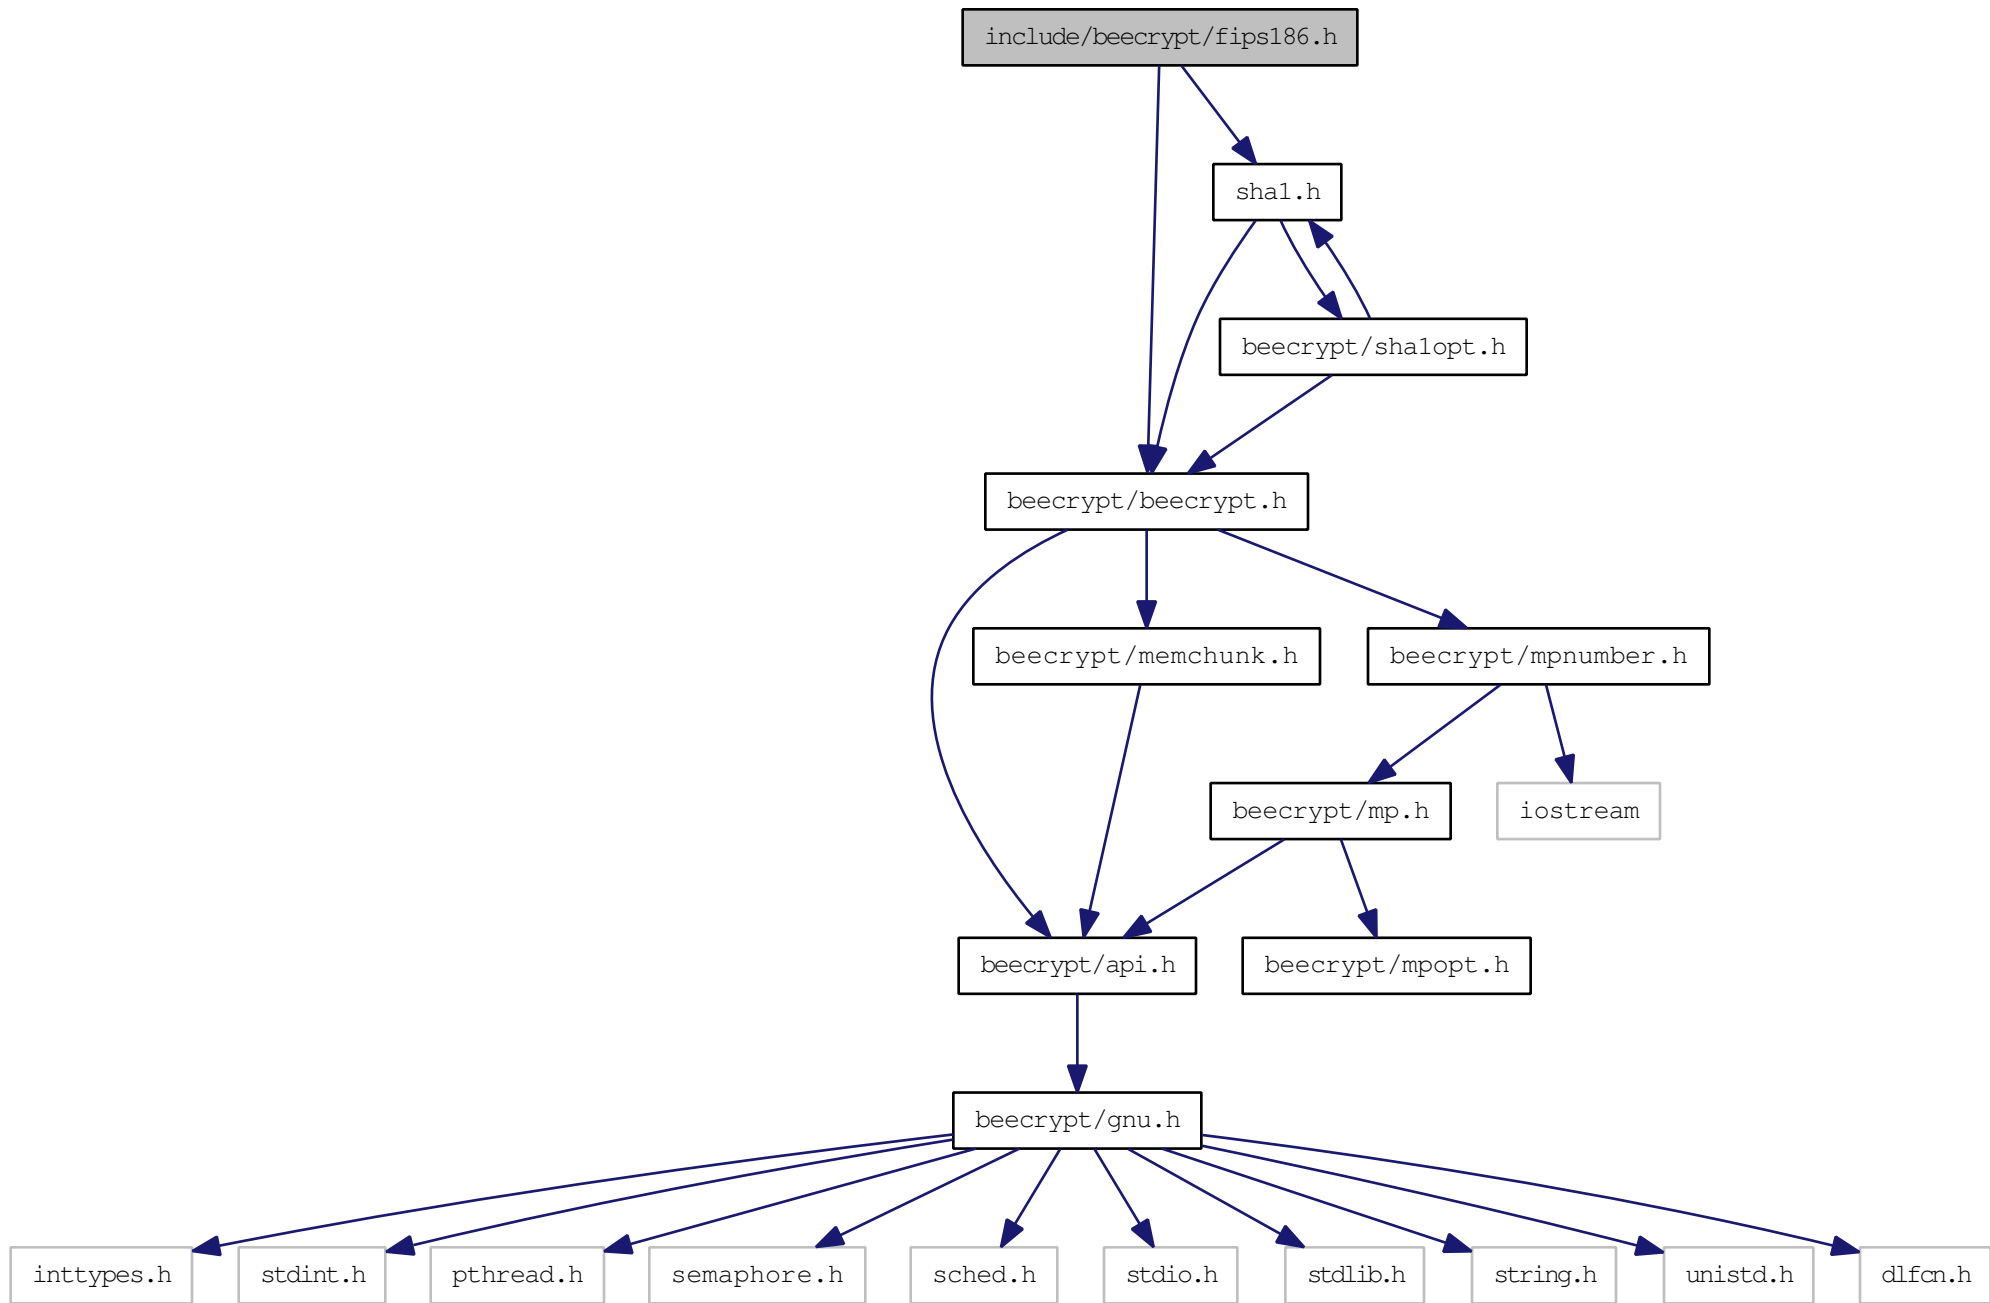 include/beecrypt/fips186.h
sha1.h
beecrypt/sha1opt.h
beecrypt/beecrypt.h
beecrypt/memchunk.h
beecrypt/mpnumber.h
beecrypt/mp.h
iostream
beecrypt/api.h
beecrypt/mpopt.h
beecrypt/gnu.h
inttypes.h
stdint.h
pthread.h
semaphore.h
sched.h
stdio.h
stdlib.h
string.h
unistd.h
dlfcn.h